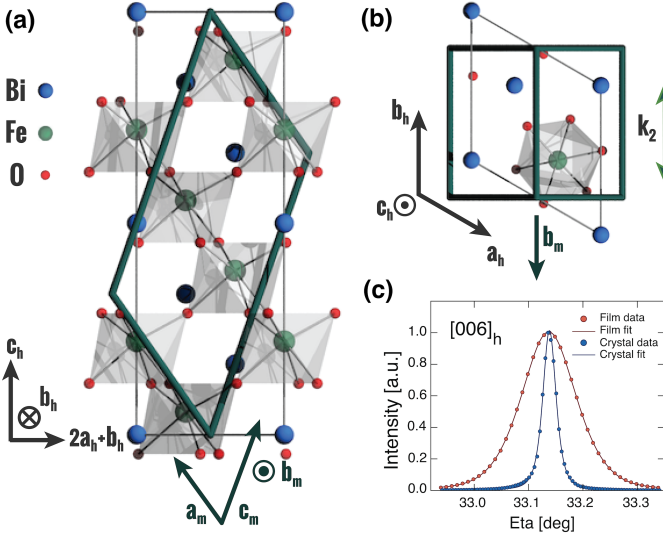 (a)
Bi
Fe
O
c_h
b_h
2a_h+b_h
a_m
c_m
b_m
(b)
b_h
c_h
a_h
b_m
k_2
(c)
[006]_h
Film data
Film fit
Crystal data
Crystal fit
Intensity [a.u.]
1.0
0.8
0.6
0.4
0.2
0.0
33.0
33.1
33.2
33.3
Eta [deg]